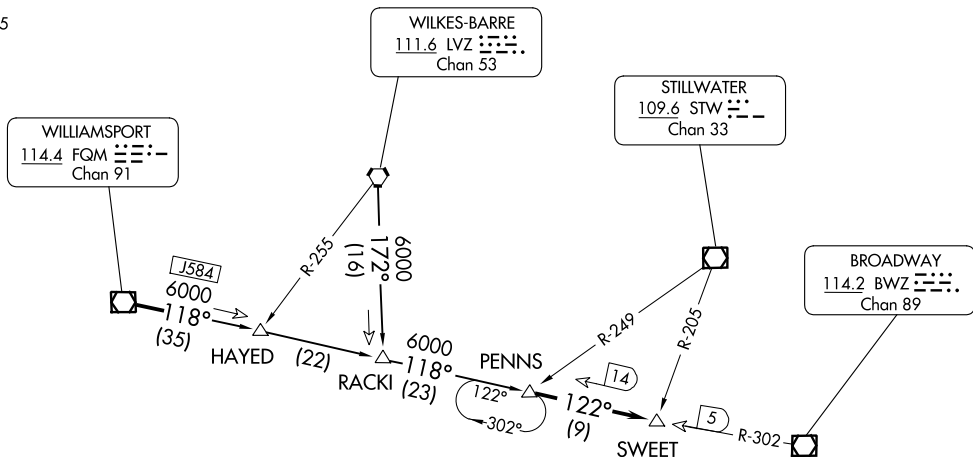 5
WILKES-BARRE
111.6 LVZ
Chan 53
STILLWATER
109.6 STW
Chan 33
WILLIAMSPORT
114.4 FQM
Chan 91
BROADWAY
114.2 BWZ
Chan 89
R-255
6000
172°
(16)
J584
6000
118°
(35)
HAYED
(22)
RACKI
6000
118°
(23)
PENNS
122°
302°
R-249
R-205
14
122°
(9)
SWEET
5
R-302